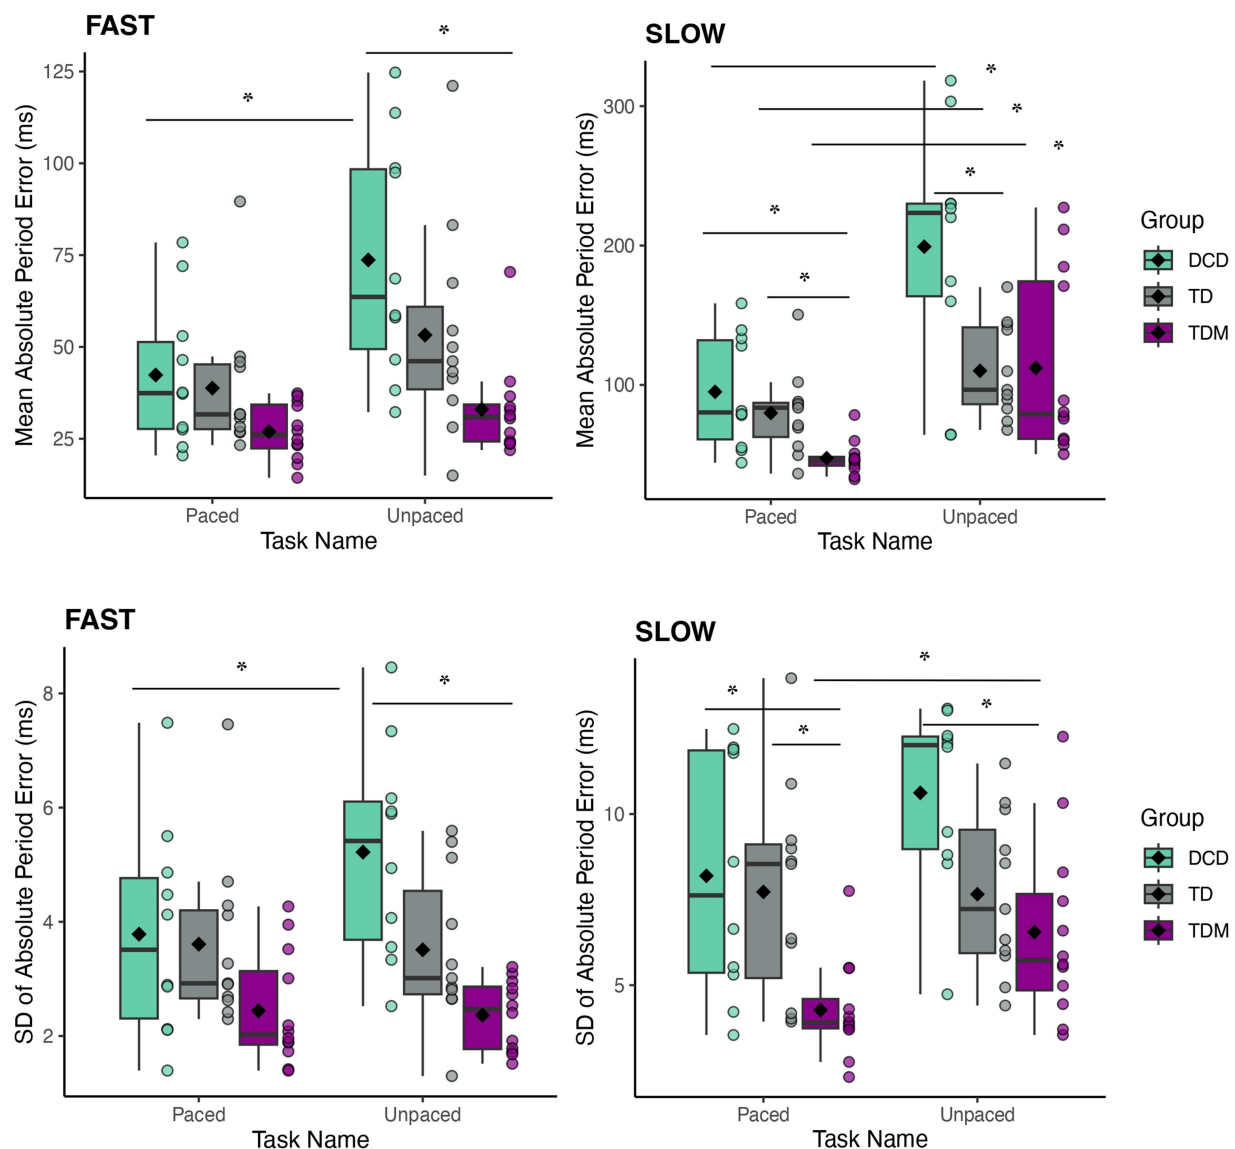 FAST
*
*
125
100
75
50
25
Mean Absolute Period Error (ms)
Paced
Unpaced
Task Name
SLOW
*
*
*
*
*
*
300
200
100
Mean Absolute Period Error (ms)
Paced
Unpaced
Task Name
Group
DCD
TD
TDM
FAST
*
*
8
6
4
2
SD of Absolute Period Error (ms)
Paced
Unpaced
Task Name
SLOW
*
*
*
*
10
5
SD of Absolute Period Error (ms)
Paced
Unpaced
Task Name
Group
DCD
TD
TDM